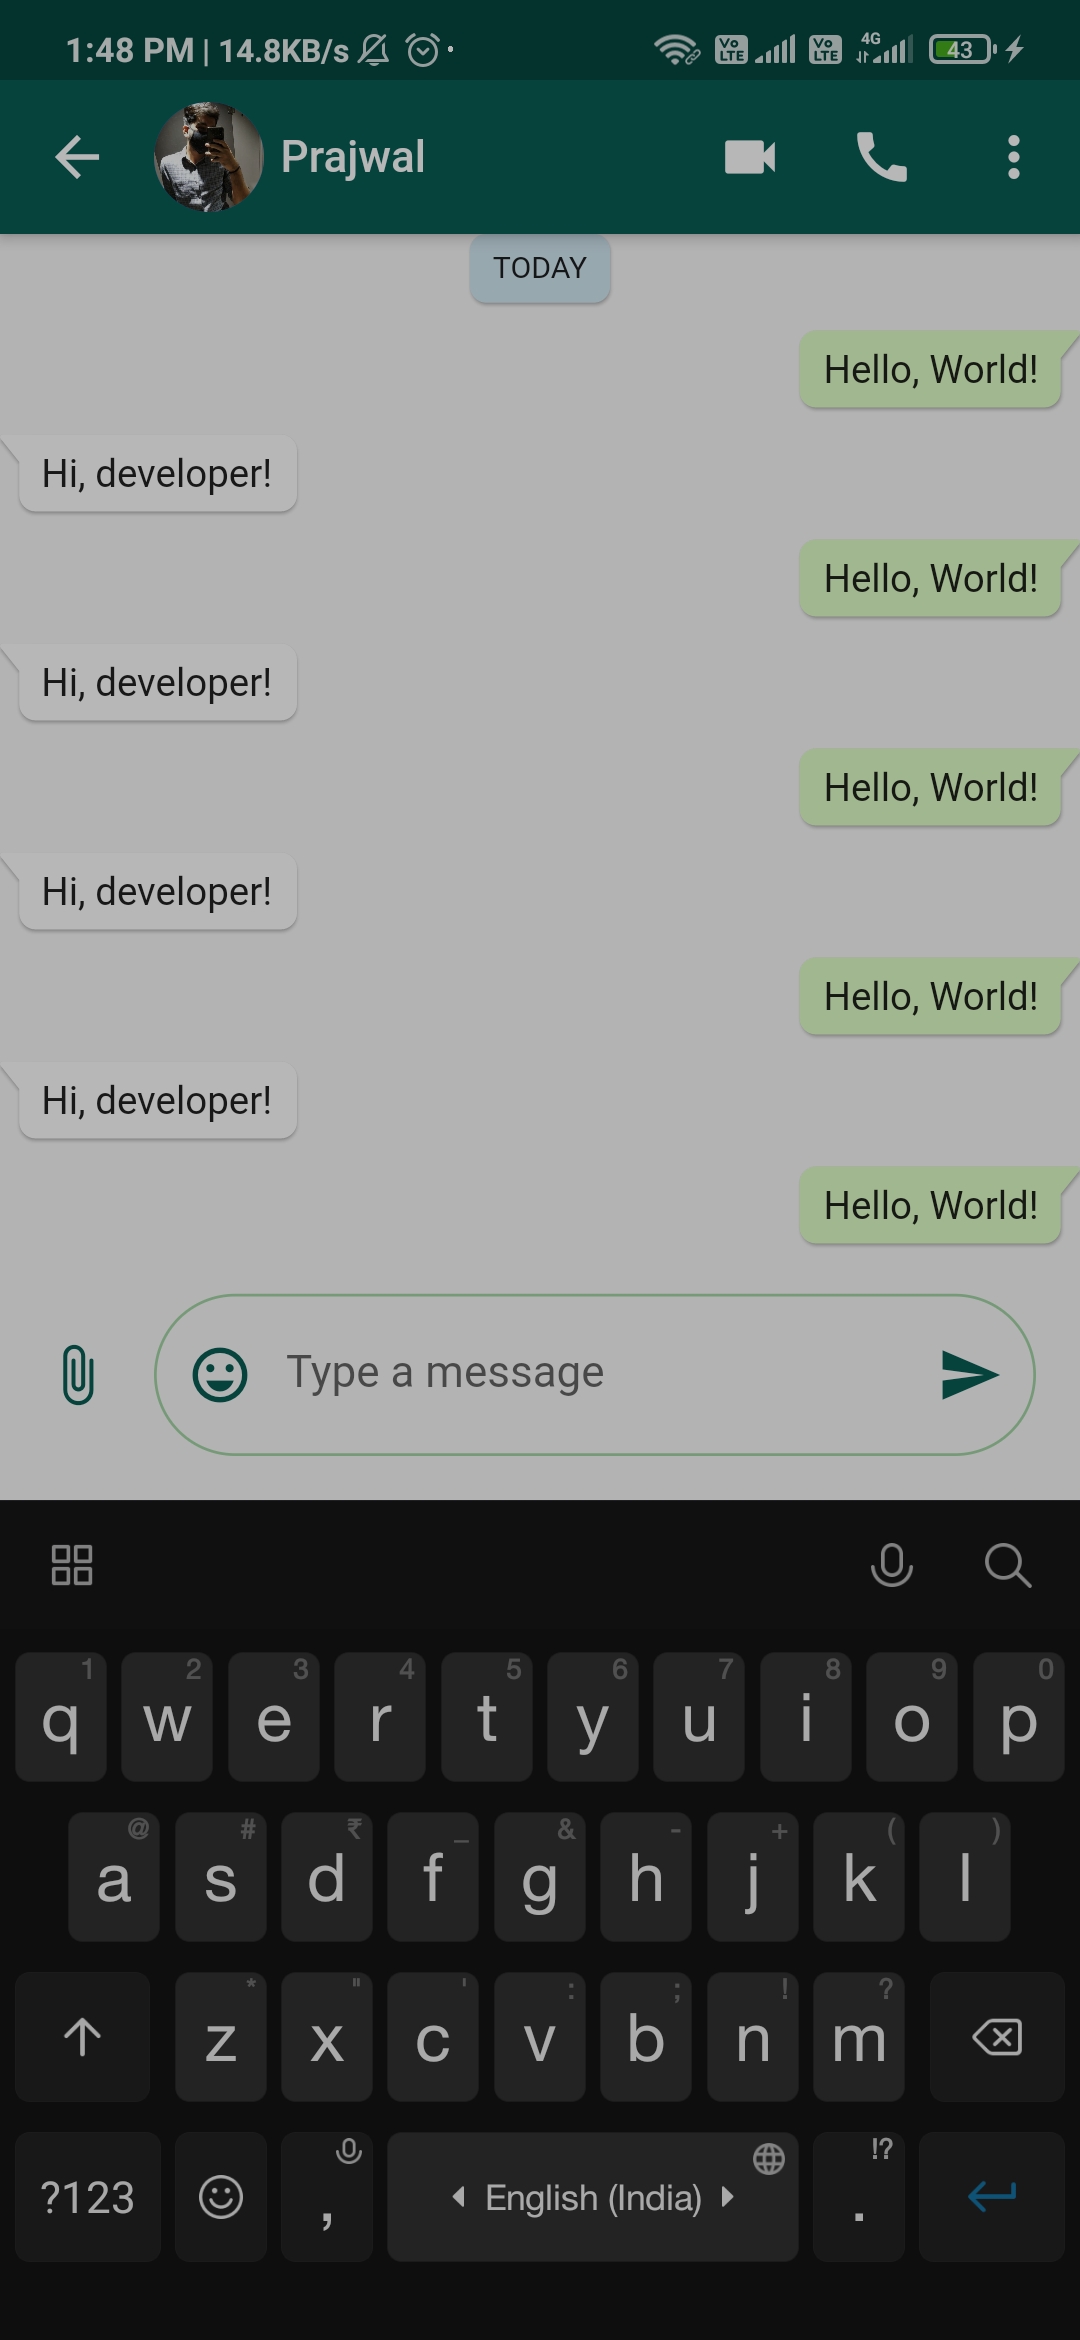 1:48 PM | 14.8KB/s Vo LTE Vo LTE 4G 43
Prajwal
TODAY
Hello, World!
Hi, developer!
Hello, World!
Hi, developer!
Hello, World!
Hi, developer!
Hello, World!
Hi, developer!
Hello, World!
Type a message
1 2 3 4 5 6 7 8 9 0
q w e r t y u i o p
@ # ₹ _ & - + ( )
a s d f g h j k l
* " ' : ; ! ?
z x c v b n m
!?
?123 , English (India) .